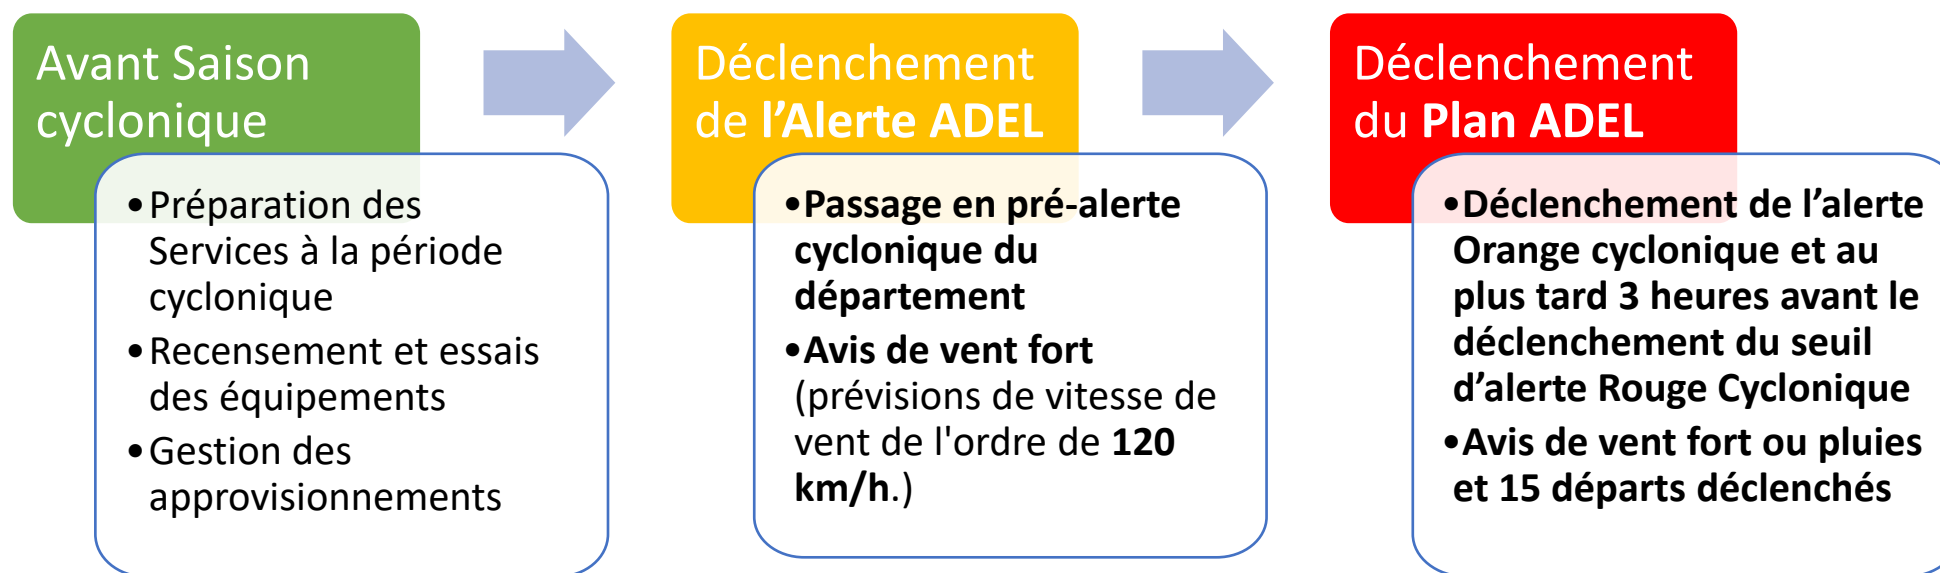 Avant Saison
cyclonique
•Préparation des
Services à la période
cyclonique
•Recensement et essais
des équipements
•Gestion des
approvisionnements
Déclenchement
de l’Alerte ADEL
•Passage en pré-alerte
cyclonique du
département
•Avis de vent fort
(prévisions de vitesse de
vent de l'ordre de 120
km/h.)
Déclenchement
du Plan ADEL
•Déclenchement de l’alerte
Orange cyclonique et au
plus tard 3 heures avant le
déclenchement du seuil
d’alerte Rouge Cyclonique
•Avis de vent fort ou pluies
et 15 départs déclenchés